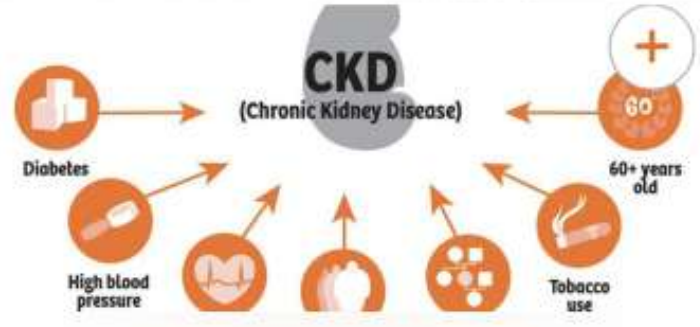 CKD
(Chronic Kidney Disease)
60
Diabetes
60+ years
old
High blood
pressure
Tobacco
use